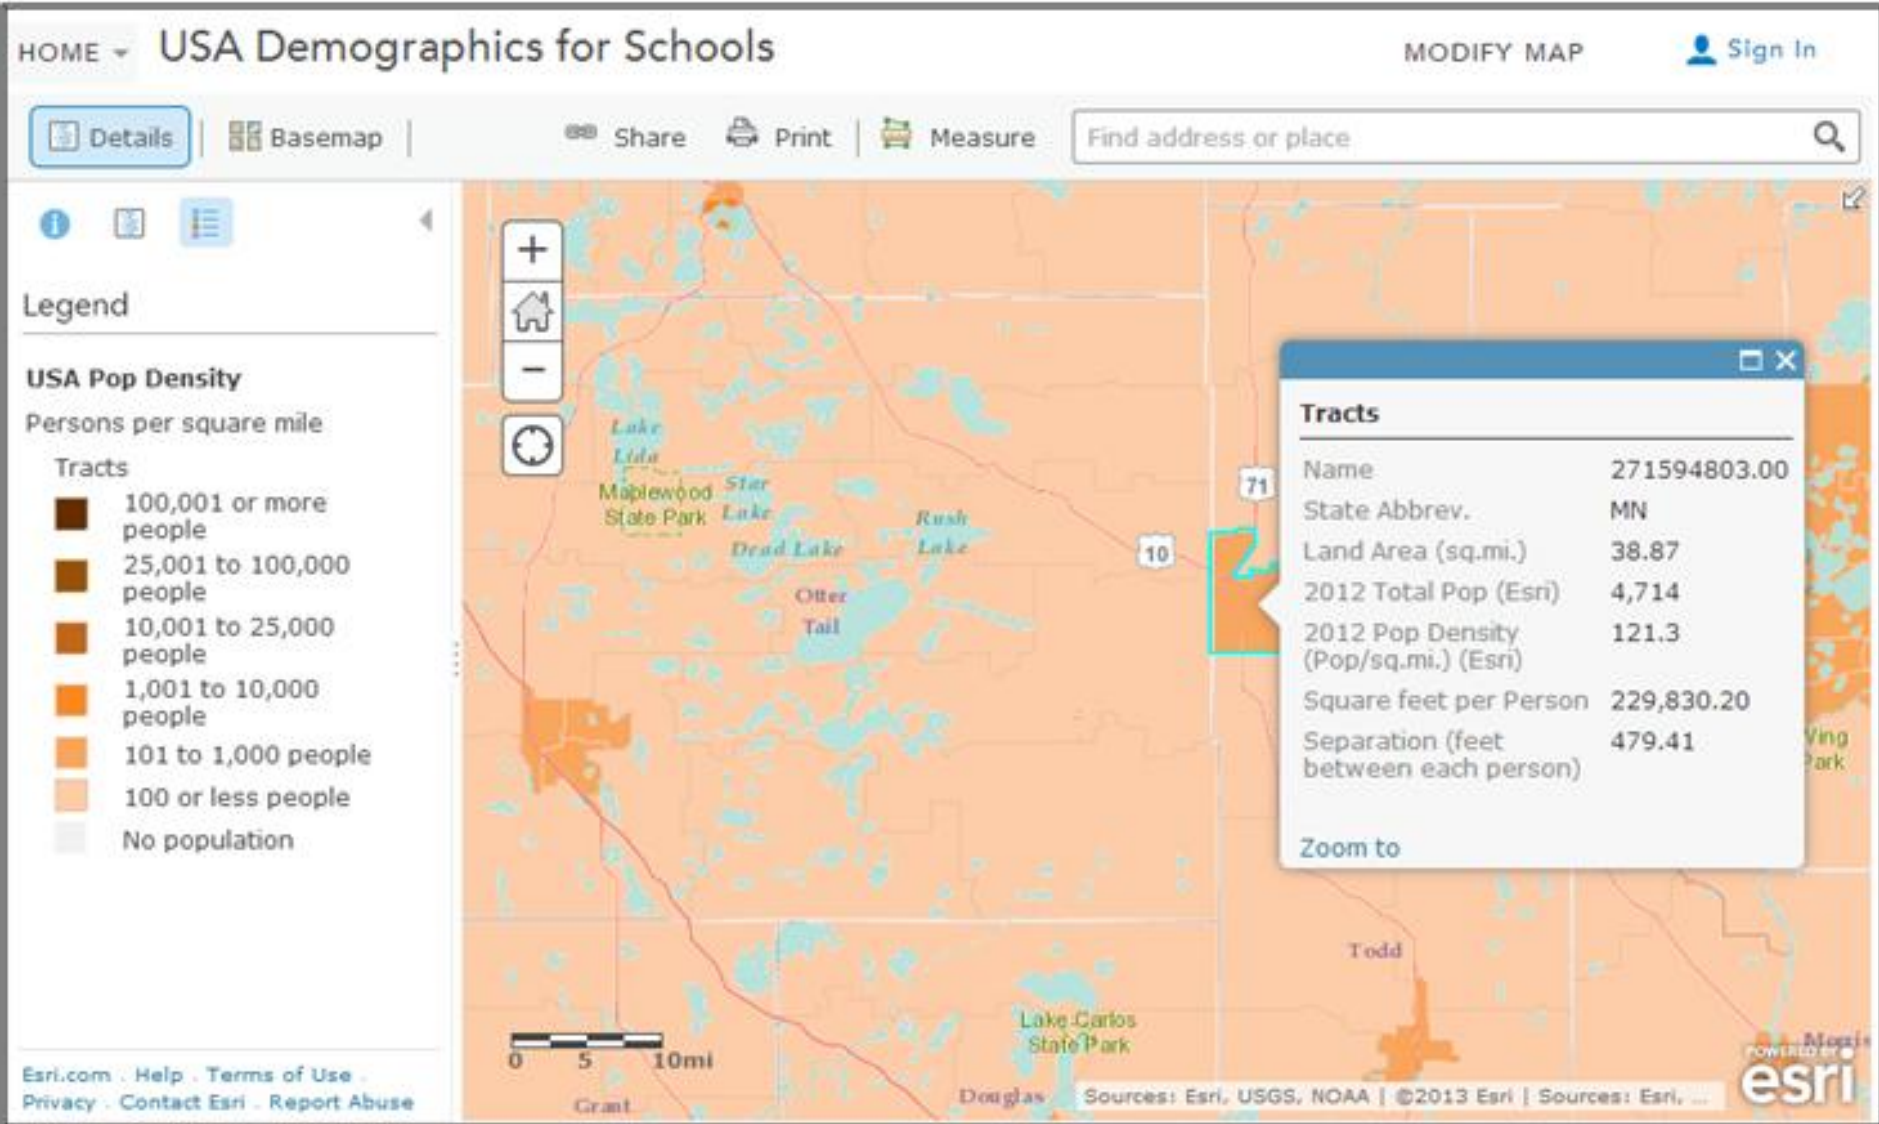 HOME USA Demographics for Schools MODIFY MAP Sign In
Details Basemap Share Print Measure Find address or place
Legend
USA Pop Density
Persons per square mile
Tracts
100,001 or more
people
25,001 to 100,000
people
10,001 to 25,000
people
1,001 to 10,000
people
101 to 1,000 people
100 or less people
No population
Esri.com . Help . Terms of Use .
Privacy . Contact Esri . Report Abuse
Lake
Lida
Maplewood
State Park
Star
Lake
Dead Lake
Rush
Lake
Otter
Tail
10
71
Tracts
Name 271594803.00
State Abbrev. MN
Land Area (sq.mi.) 38.87
2012 Total Pop (Esri) 4,714
2012 Pop Density 121.3
(Pop/sq.mi.) (Esri)
Square feet per Person 229,830.20
Separation (feet 479.41
between each person)
Zoom to
Wing
Park
Todd
Lake Carlos
State Park
0 5 10mi
Grant
Douglas
Morris
Sources: Esri, USGS, NOAA | ©2013 Esri | Sources: Esri, ...
POWERED BY
esri